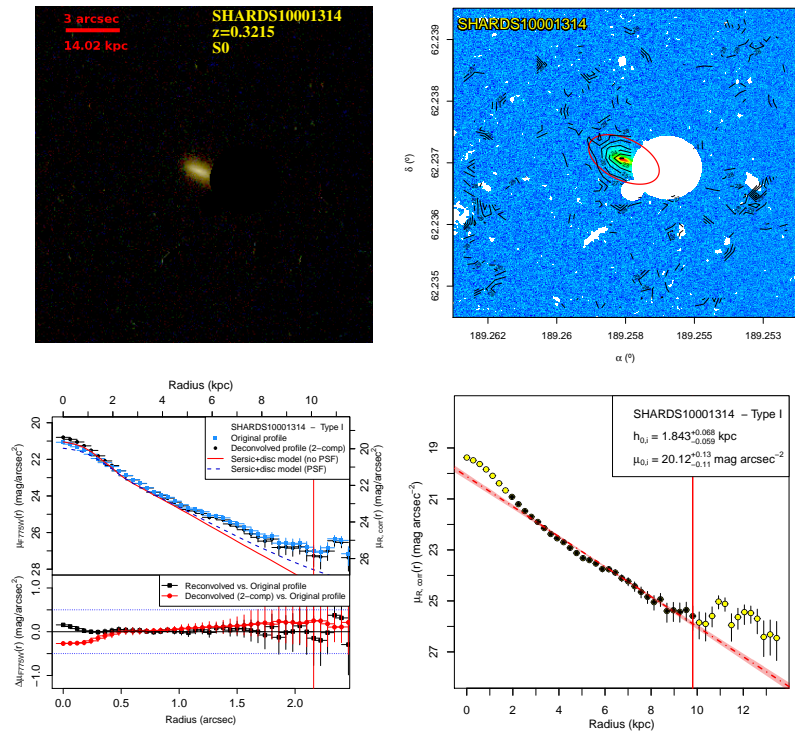 3 arcsec
14.02 kpc
SHARDS10001314
z=0.3215
S0
SHARDS10001314
62.239
62.238
62.237
62.236
62.235
δ (º)
189.262
189.26
189.258
189.255
189.253
α (º)
Radius (kpc)
0
2
4
6
8
10
SHARDS10001314 − Type I
Original profile
Deconvolved profile (2−comp)
Sersic+disc model (no PSF)
Sersic+disc model (PSF)
20
22
24
26
28
μF775W(r) (mag/arcsec²)
20
22
24
26
μR, corr(r) (mag/arcsec²)
Reconvolved vs. Original profile
Deconvolved (2−comp) vs. Original profile
1.0
0.0
−1.0
ΔμF775W(r) (mag/arcsec²)
0.0
0.5
1.0
1.5
2.0
Radius (arcsec)
SHARDS10001314 − Type I
h0,i = 1.843 +0.068 −0.059 kpc
μ0,i = 20.12 +0.13 −0.11 mag arcsec−2
19
21
23
25
27
μR, corr(r) (mag arcsec−2)
0
2
4
6
8
10
12
Radius (kpc)